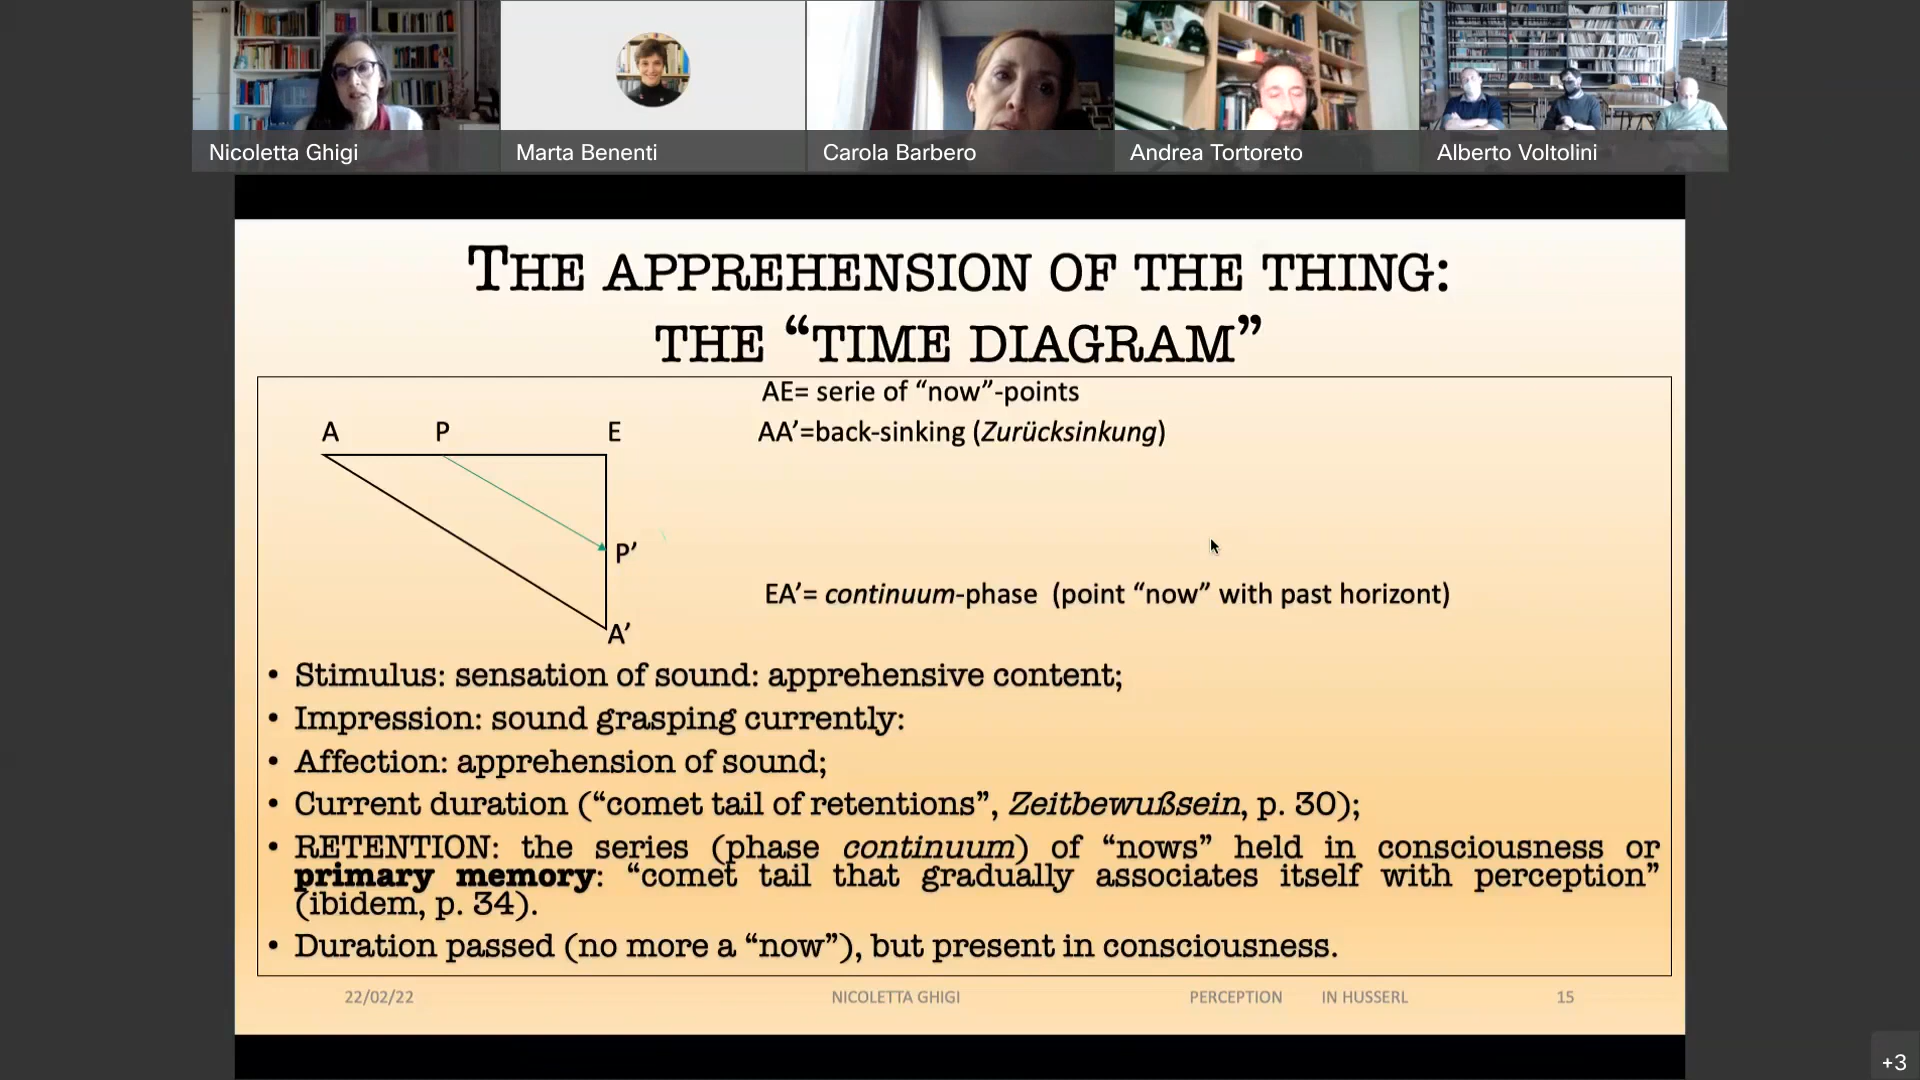 Nicoletta Ghigi
Marta Benenti
Carola Barbero
Andrea Tortoreto
Alberto Voltolini
THE APPREHENSION OF THE THING:
THE “TIME DIAGRAM”
AE= serie of “now”-points
A P E
AA’=back-sinking (Zurücksinkung)
P’
EA’= continuum-phase (point “now” with past horizont)
A’
• Stimulus: sensation of sound: apprehensive content;
• Impression: sound grasping currently:
• Affection: apprehension of sound;
• Current duration (“comet tail of retentions”, Zeitbewußsein, p. 30);
• RETENTION: the series (phase continuum) of “nows” held in consciousness or
primary memory: “comet tail that gradually associates itself with perception”
(ibidem, p. 34).
• Duration passed (no more a “now”), but present in consciousness.
22/02/22 NICOLETTA GHIGI PERCEPTION IN HUSSERL 15
+3